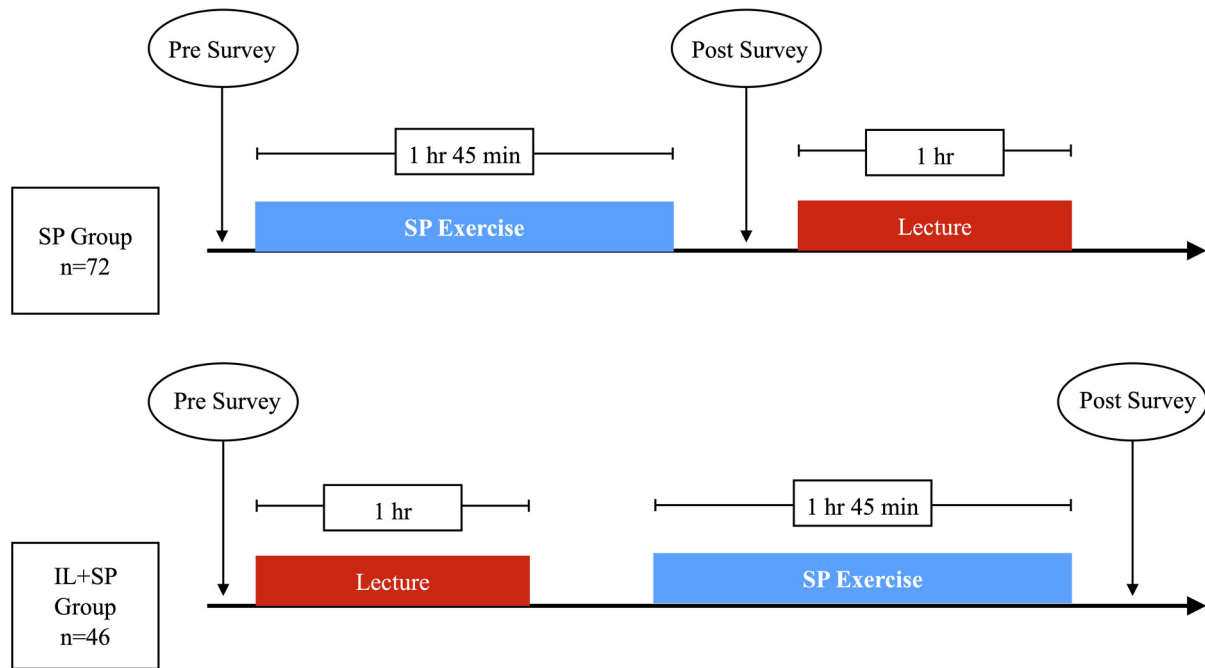 Pre Survey
Post Survey
1 hr 45 min
1 hr
SP Group
n=72
SP Exercise
Lecture
Pre Survey
Post Survey
1 hr
1 hr 45 min
IL+SP
Group
n=46
Lecture
SP Exercise